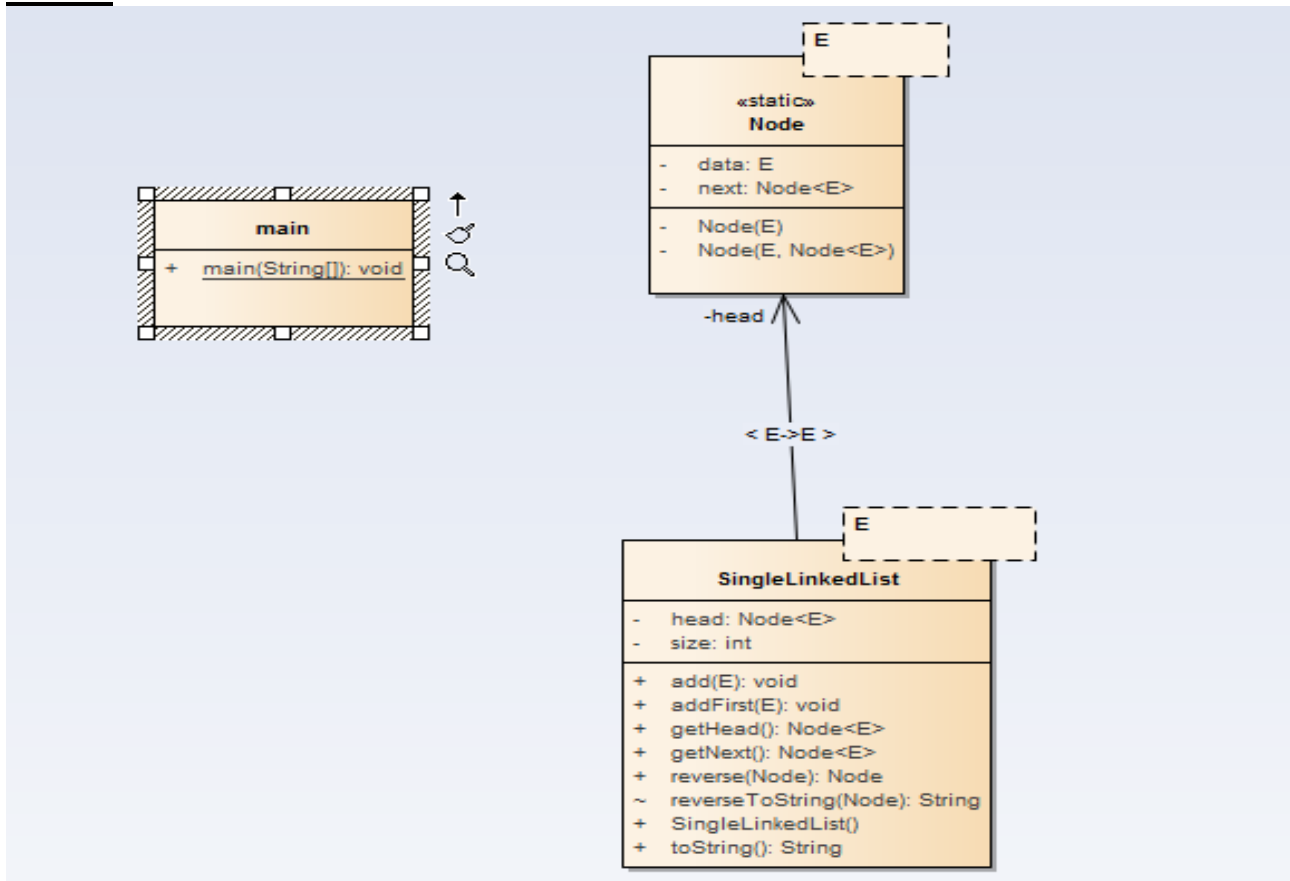 E
«static»
Node
- data: E
- next: Node<E>
- Node(E)
- Node(E, Node<E>)
main
+ main(String[]): void
-head
< E->E >
E
SingleLinkedList
- head: Node<E>
- size: int
+ add(E): void
+ addFirst(E): void
+ getHead(): Node<E>
+ getNext(): Node<E>
+ reverse(Node): Node
~ reverseToString(Node): String
+ SingleLinkedList()
+ toString(): String